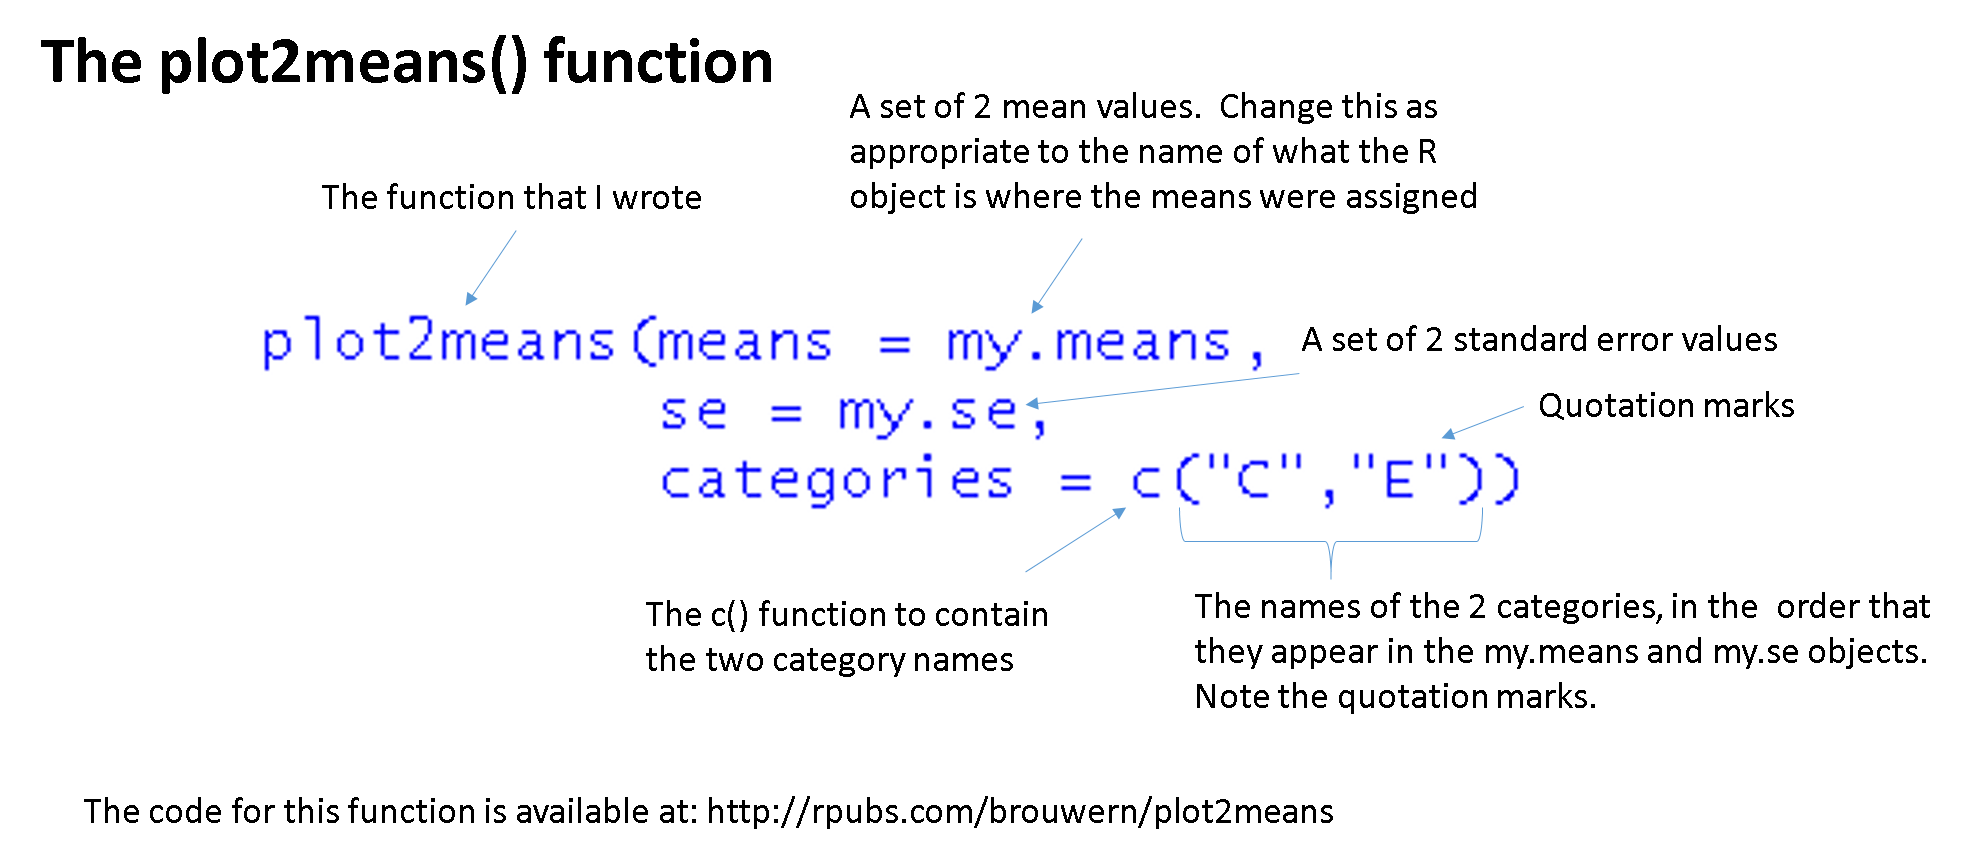 The plot2means() function
A set of 2 mean values.  Change this as
appropriate to the name of what the R
object is where the means were assigned
The function that I wrote
plot2means(means = my.means,
A set of 2 standard error values
se = my.se,
Quotation marks
categories = c("C","E"))
The c() function to contain
the two category names
The names of the 2 categories, in the  order that
they appear in the my.means and my.se objects.
Note the quotation marks.
The code for this function is available at: http://rpubs.com/brouwern/plot2means